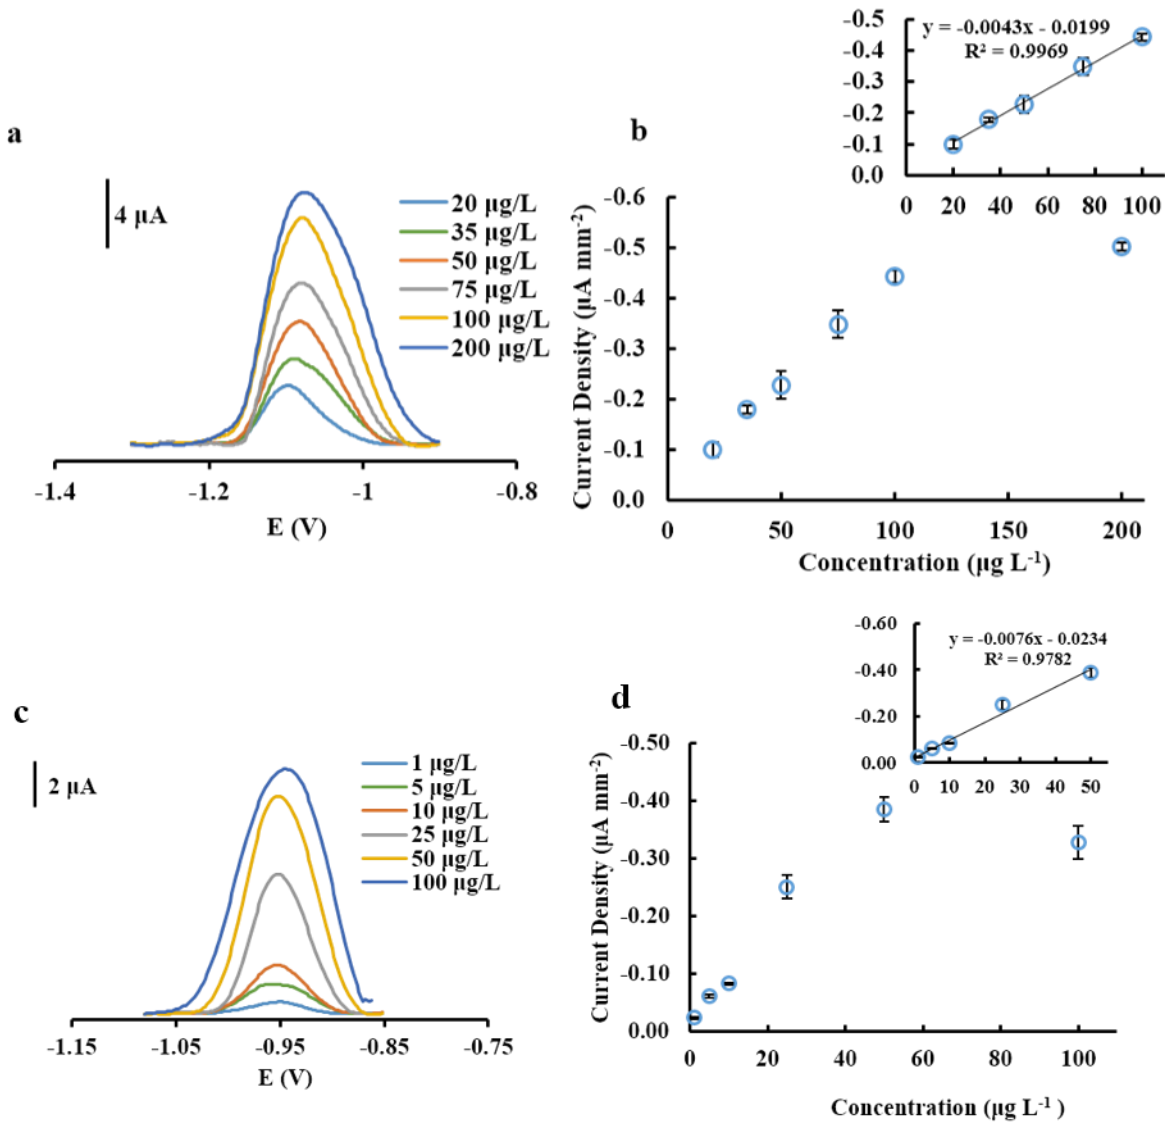 a
4 μA
20 μg/L
35 μg/L
50 μg/L
75 μg/L
100 μg/L
200 μg/L
-1.4 -1.2 -1 -0.8
E (V)
b
-0.5
-0.4
-0.3
-0.2
-0.1
0.0
y = -0.0043x - 0.0199
R² = 0.9969
0 20 40 60 80 100
Current Density (μA mm⁻²)
-0.6
-0.5
-0.4
-0.3
-0.2
-0.1
0.0
0 50 100 150 200
Concentration (μg L⁻¹)
c
2 μA
1 μg/L
5 μg/L
10 μg/L
25 μg/L
50 μg/L
100 μg/L
-1.15 -1.05 -0.95 -0.85 -0.75
E (V)
d
-0.60
-0.40
-0.20
0.00
y = -0.0076x - 0.0234
R² = 0.9782
0 10 20 30 40 50
Current Density (μA mm⁻²)
-0.50
-0.40
-0.30
-0.20
-0.10
0.00
0 20 40 60 80 100
Concentration (μg L⁻¹ )